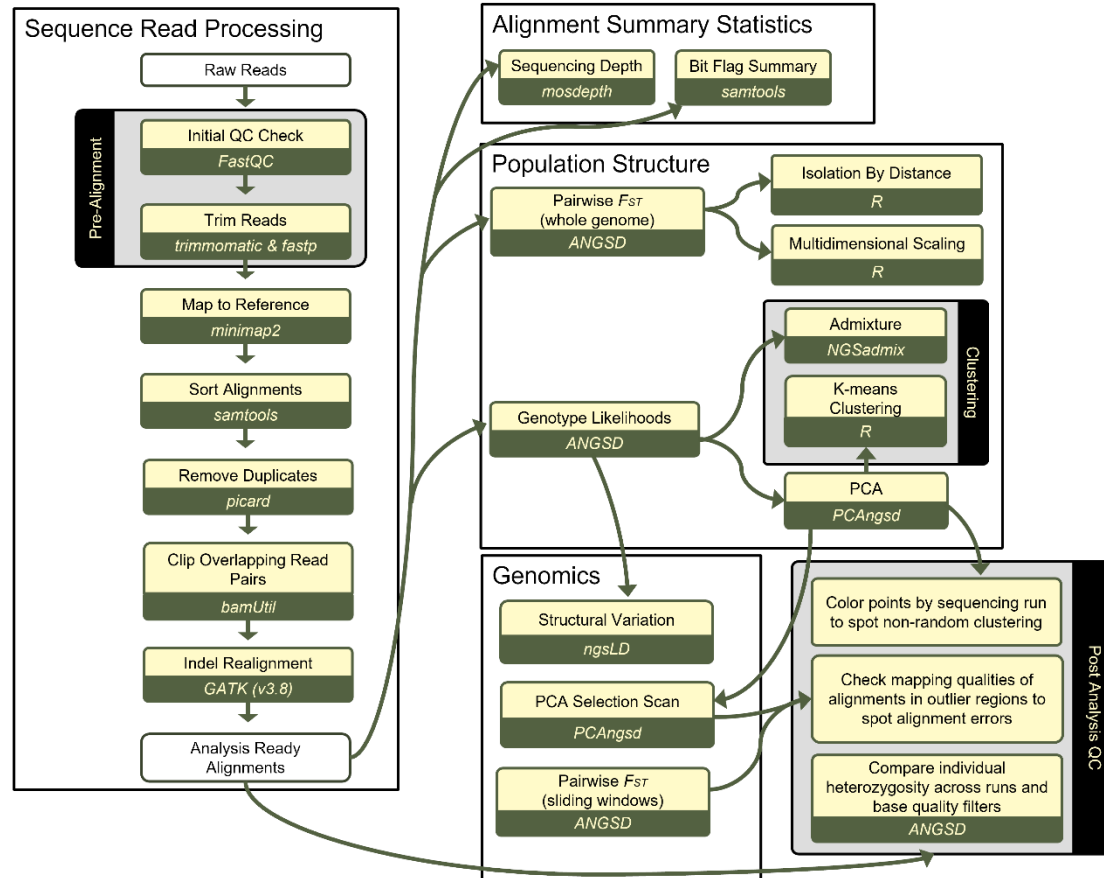 Sequence Read Processing
Raw Reads
Pre-Alignment
Initial QC Check
FastQC
Trim Reads
trimmomatic & fastp
Map to Reference
minimap2
Sort Alignments
samtools
Remove Duplicates
picard
Clip Overlapping Read
Pairs
bamUtil
Indel Realignment
GATK (v3.8)
Analysis Ready
Alignments
Alignment Summary Statistics
Sequencing Depth
mosdepth
Bit Flag Summary
samtools
Population Structure
Pairwise FST
(whole genome)
ANGSD
Isolation By Distance
R
Multidimensional Scaling
R
Genotype Likelihoods
ANGSD
Clustering
Admixture
NGSadmix
K-means
Clustering
R
PCA
PCAngsd
Genomics
Structural Variation
ngsLD
PCA Selection Scan
PCAngsd
Pairwise FST
(sliding windows)
ANGSD
Post Analysis QC
Color points by sequencing run
to spot non-random clustering
Check mapping qualities of
alignments in outlier regions to
spot alignment errors
Compare individual
heterozygosity across runs and
base quality filters
ANGSD